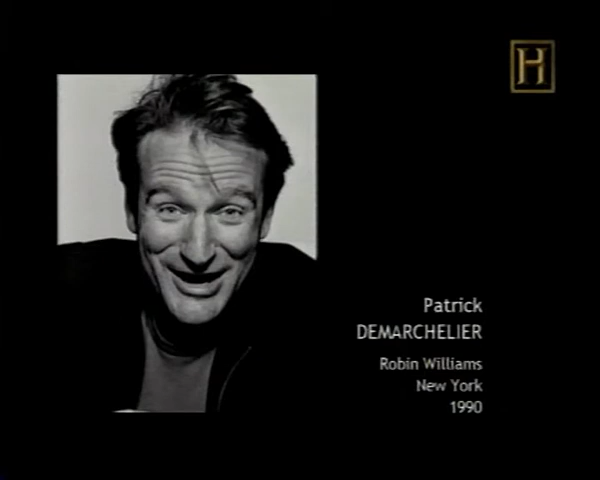 H
Patrick
DEMARCHELIER
Robin Williams
New York
1990